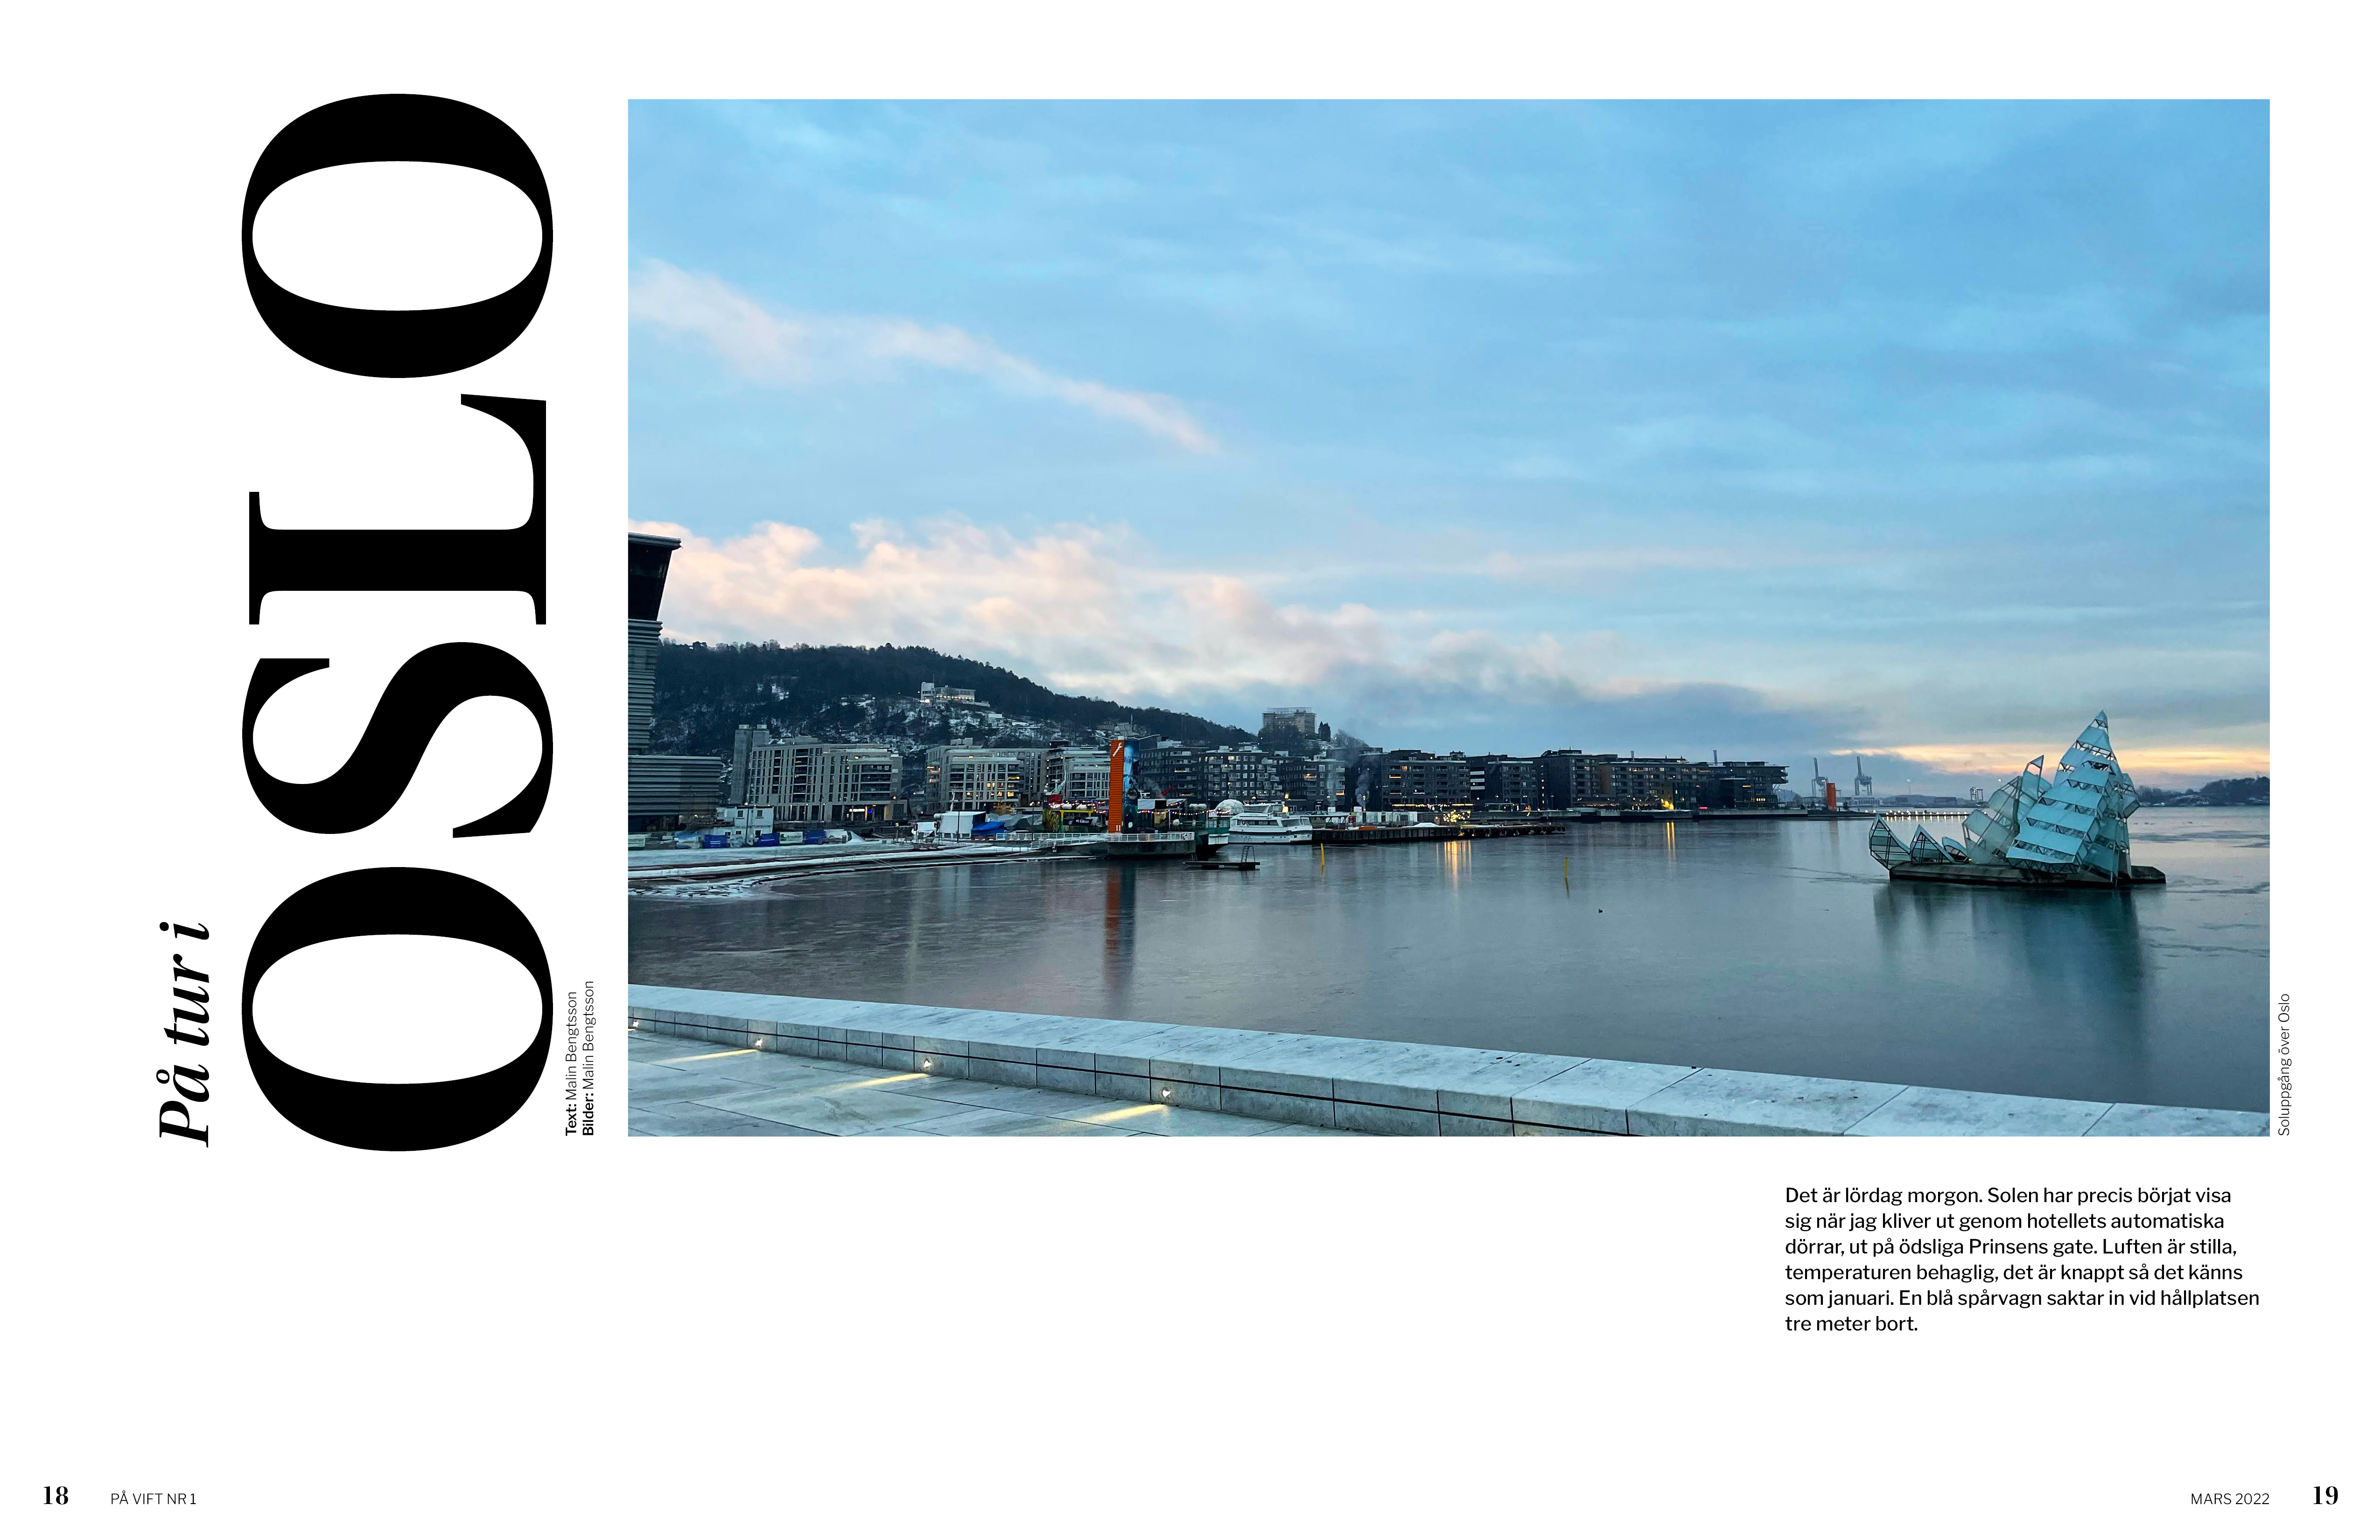 På tur i
OSLO
Text: Malin Bengtsson
Bilder: Malin Bengtsson
Soluppgång över Oslo
Det är lördag morgon. Solen har precis börjat visa
sig när jag kliver ut genom hotellets automatiska
dörrar, ut på ödsliga Prinsens gate. Luften är stilla,
temperaturen behaglig, det är knappt så det känns
som januari. En blå spårvagn saktar in vid hållplatsen
tre meter bort.
18 PÅ VIFT NR 1
MARS 2022 19